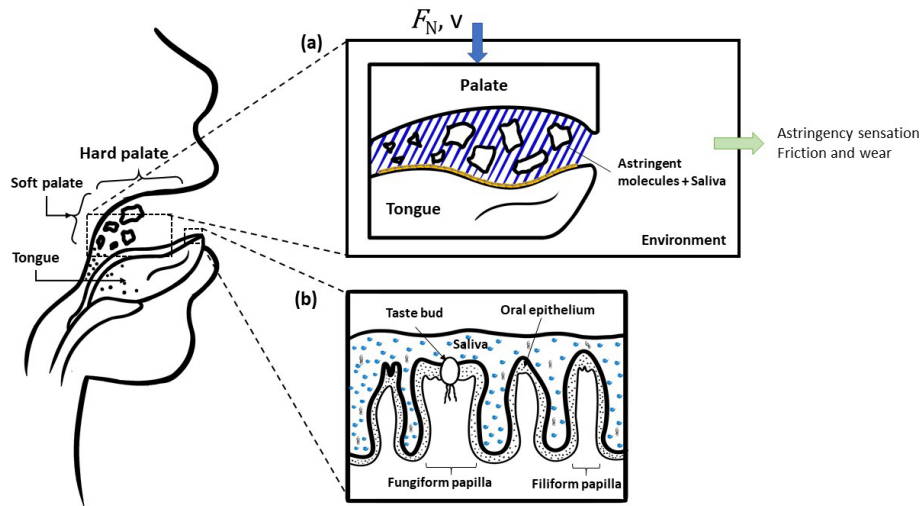 F_N, v
(a)
Palate
Hard palate
Soft palate
Astringent
molecules + Saliva
Astringency sensation
Friction and wear
Tongue
Tongue
Environment
(b)
Taste bud
Oral epithelium
Saliva
Fungiform papilla
Filiform papilla